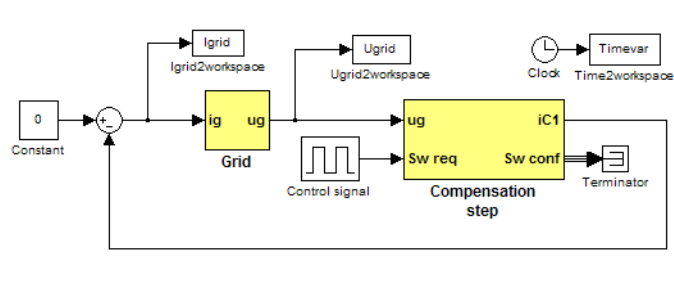 Igrid
Igrid2workspace
Ugrid
Ugrid2workspace
Clock
Timevar
Time2workspace
0
Constant
+
-
ig
ug
Grid
Control signal
ug
iC1
Sw req
Sw conf
Compensation
step
Terminator